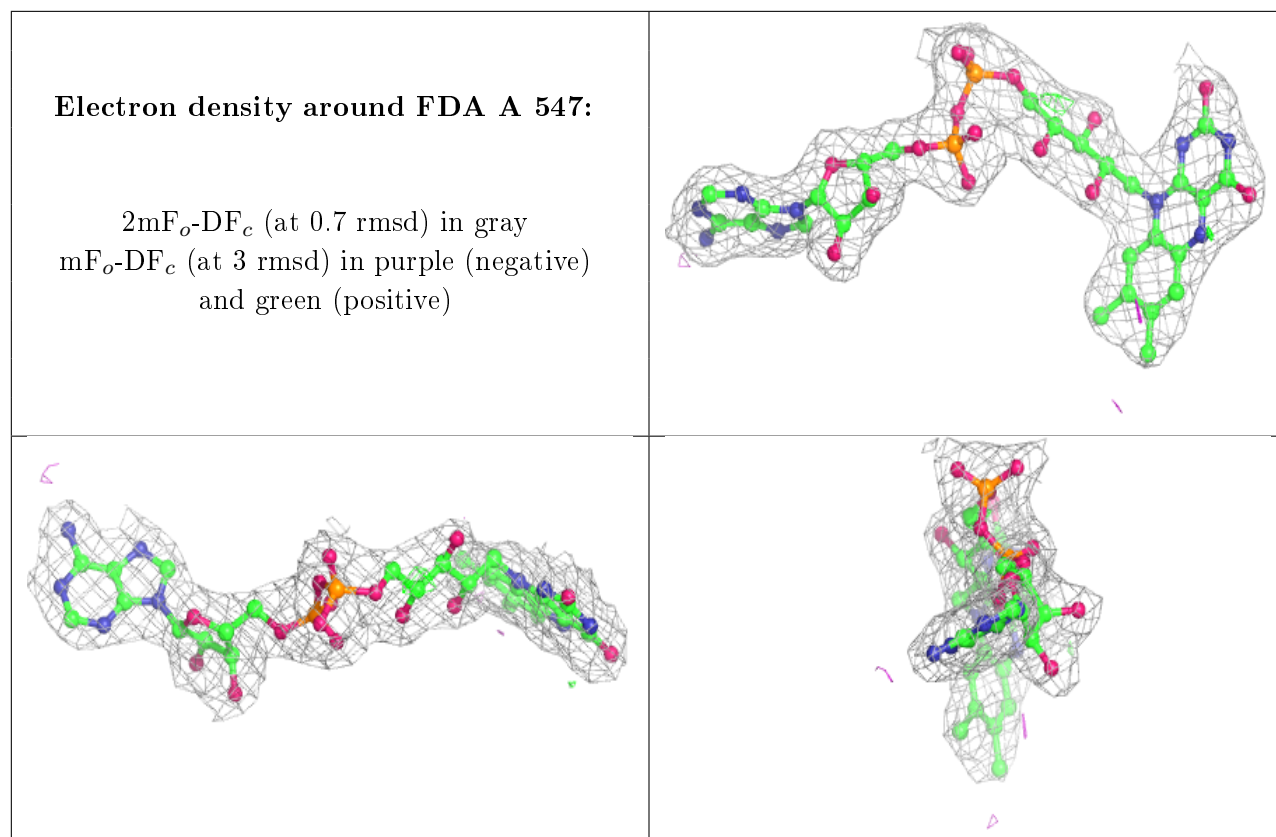 Electron density around FDA A 547:
2mFₒ-DF𝒸 (at 0.7 rmsd) in gray
mFₒ-DF𝒸 (at 3 rmsd) in purple (negative)
and green (positive)